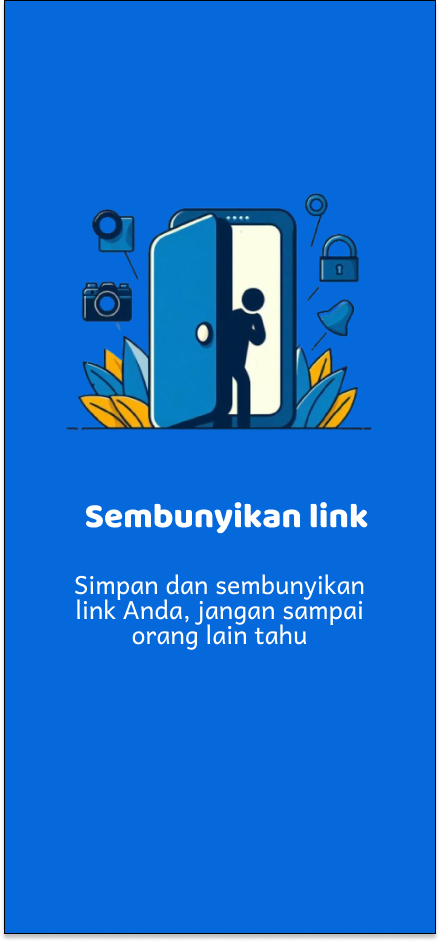 Sembunyikan link
Simpan dan sembunyikan
link Anda, jangan sampai
orang lain tahu